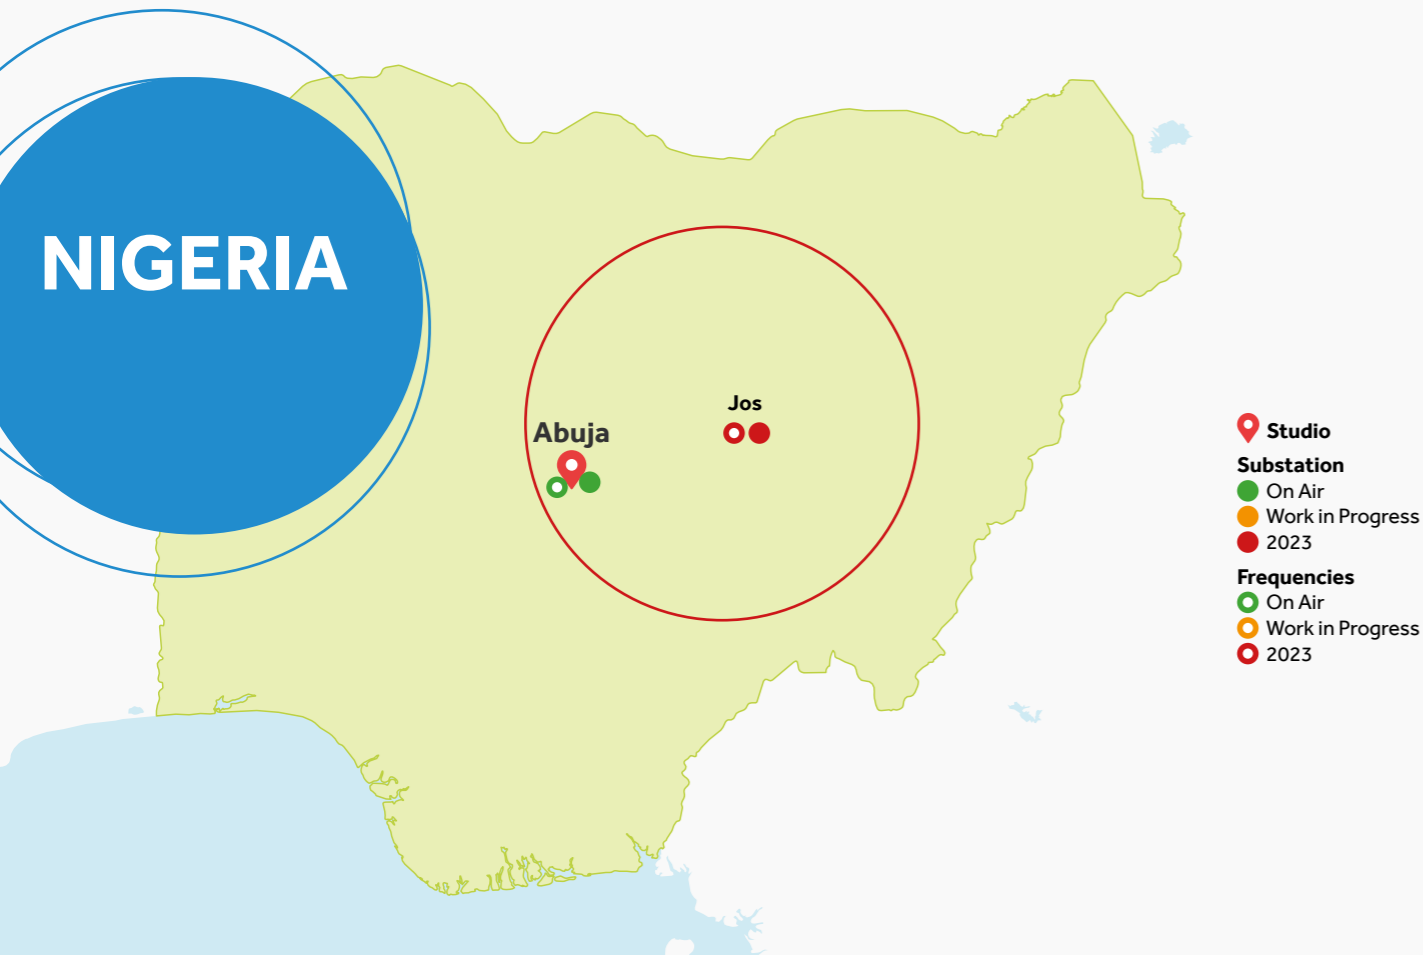 NIGERIA
Jos
Abuja
Studio
Substation
On Air
Work in Progress
2023
Frequencies
On Air
Work in Progress
2023